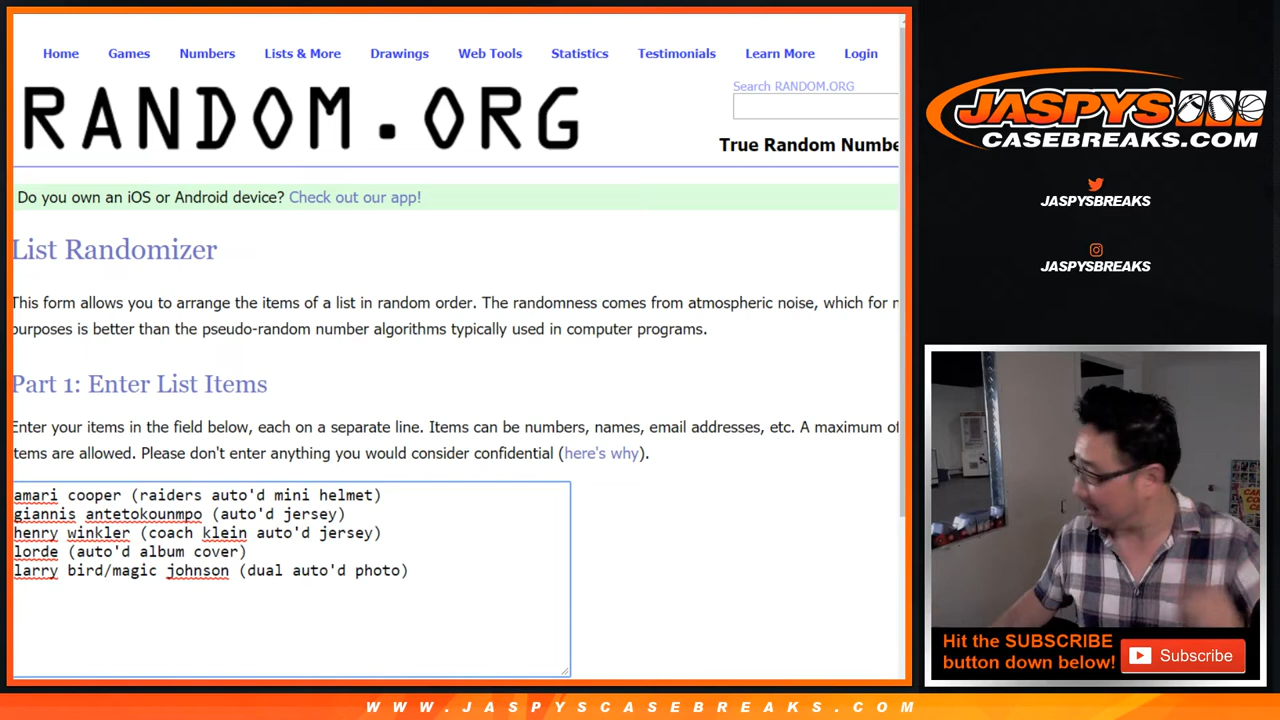 Home Games Numbers Lists & More Drawings Web Tools Statistics Testimonials Learn More Login
RANDOM.ORG
Search RANDOM.ORG
True Random Numbe
Do you own an iOS or Android device? Check out our app!
List Randomizer
This form allows you to arrange the items of a list in random order. The randomness comes from atmospheric noise, which for
purposes is better than the pseudo-random number algorithms typically used in computer programs.
Part 1: Enter List Items
Enter your items in the field below, each on a separate line. Items can be numbers, names, email addresses, etc. A maximum of
items are allowed. Please don't enter anything you would consider confidential (here's why).
amari cooper (raiders auto'd mini helmet)
giannis antetokounmpo (auto'd jersey)
henry winkler (coach klein auto'd jersey)
lorde (auto'd album cover)
larry bird/magic johnson (dual auto'd photo)
JASPYS
CASEBREAKS.COM
JASPYSBREAKS
JASPYSBREAKS
Hit the SUBSCRIBE
button down below!
Subscribe
WWW.JASPYSCASEBREAKS.COM